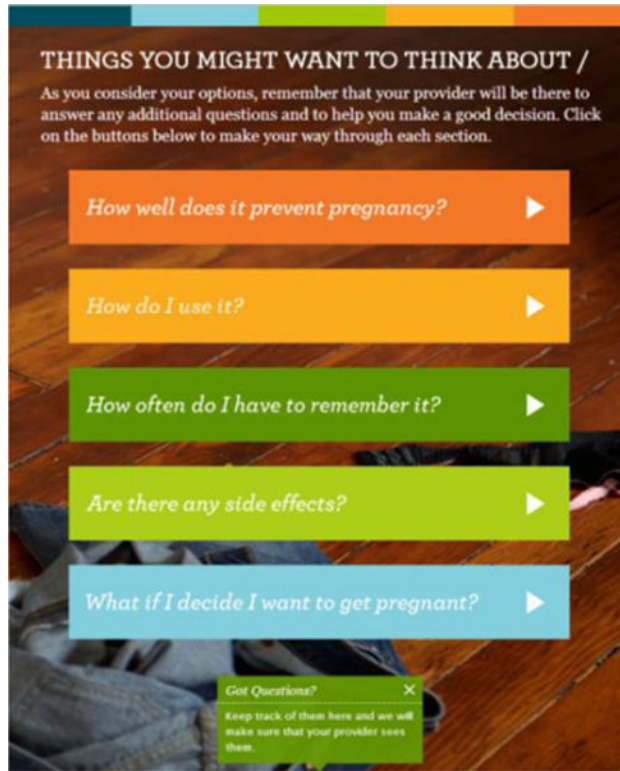 THINGS YOU MIGHT WANT TO THINK ABOUT /
As you consider your options, remember that your provider will be there to
answer any additional questions and to help you make a good decision. Click
on the buttons below to make your way through each section.
How well does it prevent pregnancy?
How do I use it?
How often do I have to remember it?
Are there any side effects?
What if I decide I want to get pregnant?
Got Questions?
Keep track of them here and we will
make sure that your provider sees
them.